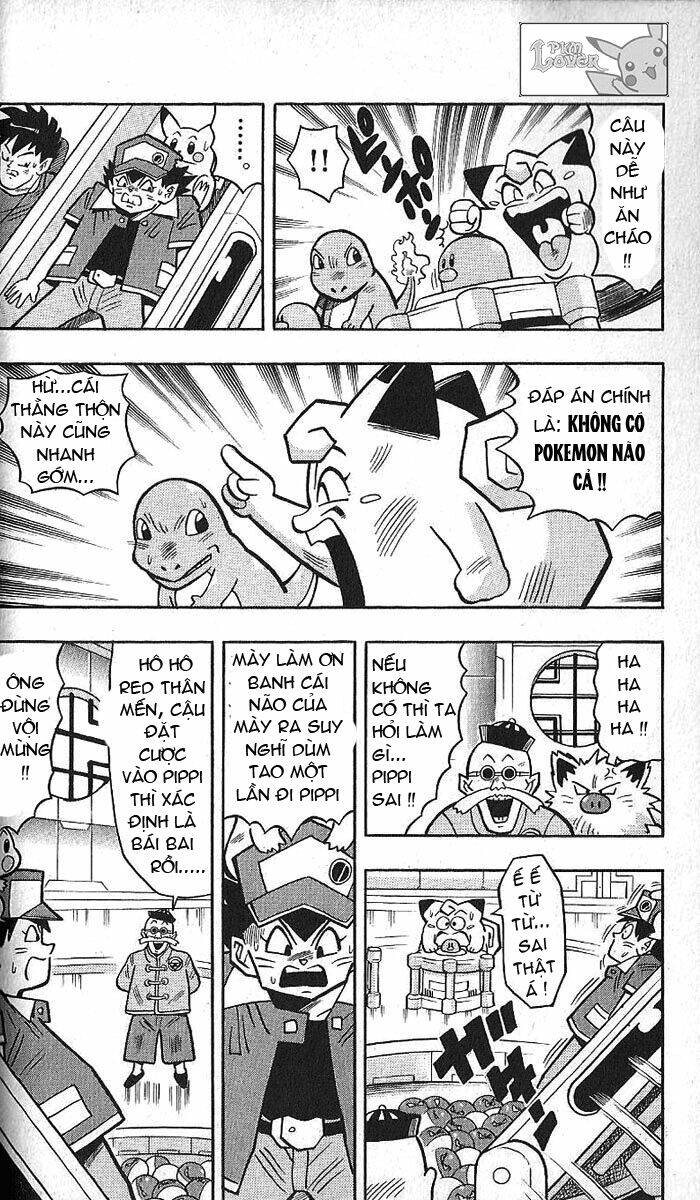 PKM
LOVER
CÂU
NÀY
DỄ
NHƯ
ĂN
CHÁO
!!
!!
ピッポッ
......
ĐÁP ÁN CHÍNH
LÀ: KHÔNG CÓ
POKEMON NÀO
CẢ !!
HỪ...CÁI
THẰNG THỘN
NÀY CŨNG
NHANH
GỚM...
HA
HA
HA
HA !!
NẾU
KHÔNG
CÓ THÌ TA
HỎI LÀM
GÌ...
PIPPI
SAI !!
Ế Ế
TỪ
TỪ...
SAI
THẬT
Á !
MÀY LÀM ƠN
BANH CÁI
NÃO CỦA
MÀY RA SUY
NGHĨ DÙM
TAO MỘT
LẦN ĐI PIPPI
HÔ HÔ
RED THÂN
MẾN, CẬU
ĐẶT
CƯỢC
VÀO PIPPI
THÌ XÁC
ĐỊNH LÀ
BÁI BAI
RỒI.....
ÔNG
ĐỪNG
VỘI
MỪNG
!!